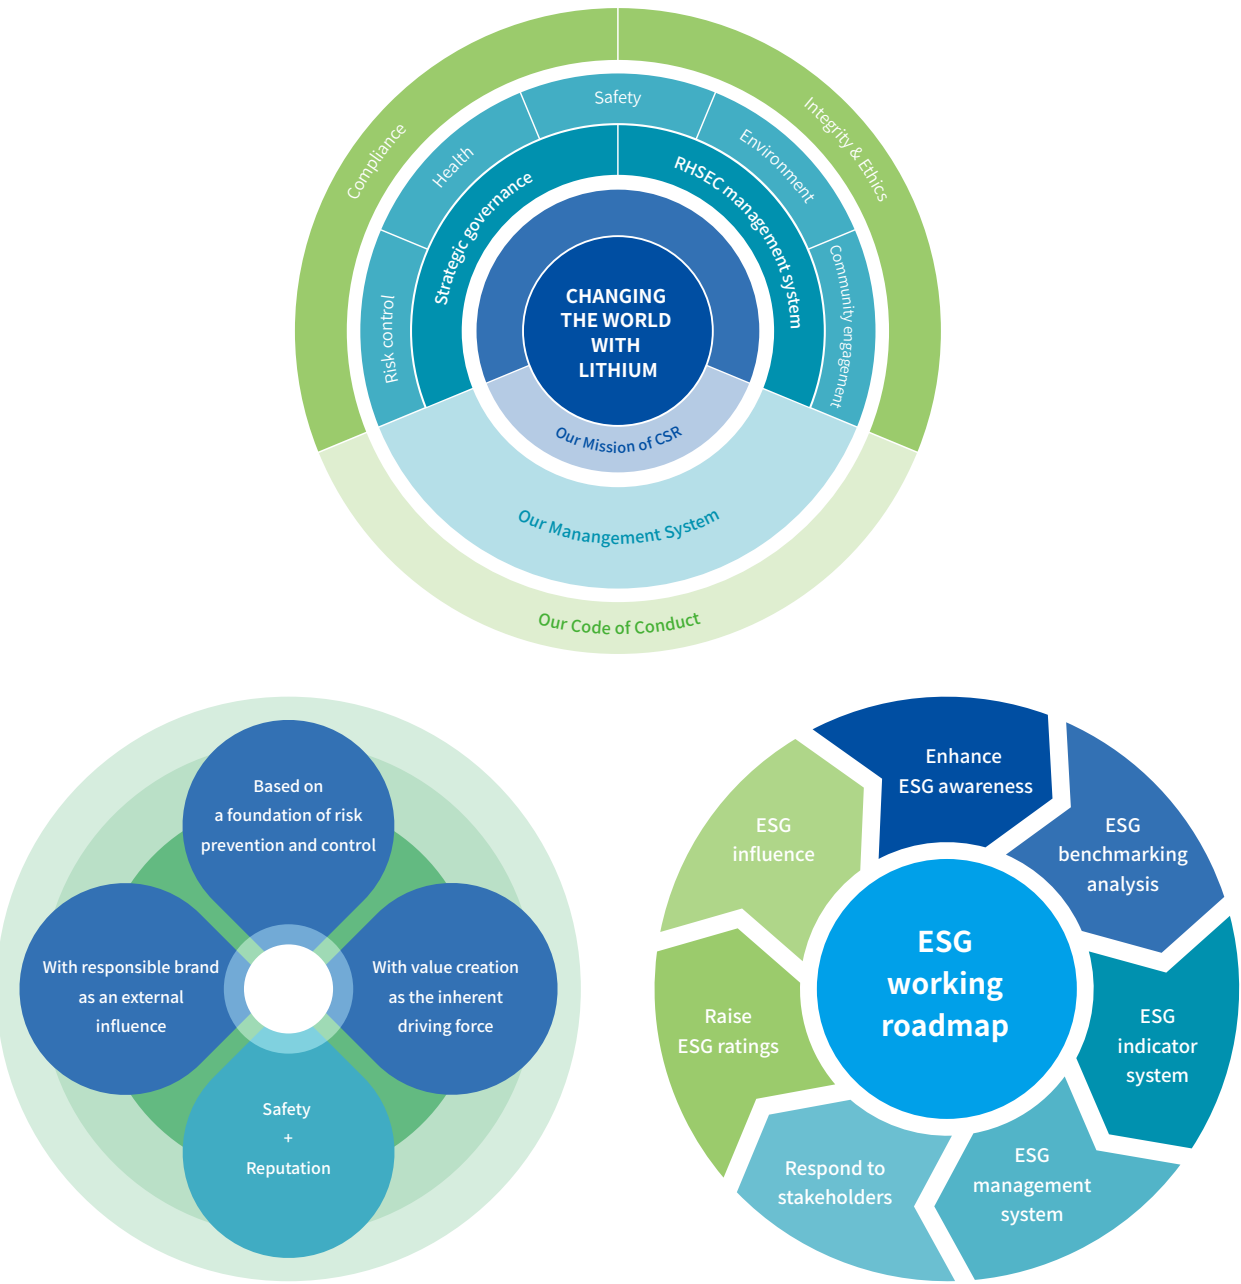 Compliance
Integrity & Ethics
Risk control
Health
Safety
Environment
Community engagement
Strategic governance
RHSEC management system
CHANGING
THE WORLD
WITH
LITHIUM
Our Mission of CSR
Our Manangement System
Our Code of Conduct
Based on
a foundation of risk
prevention and control
With responsible brand
as an external
influence
With value creation
as the inherent
driving force
Safety
+
Reputation
Enhance
ESG awareness
ESG
benchmarking
analysis
ESG
indicator
system
ESG
management
system
Respond to
stakeholders
Raise
ESG ratings
ESG
influence
ESG
working
roadmap